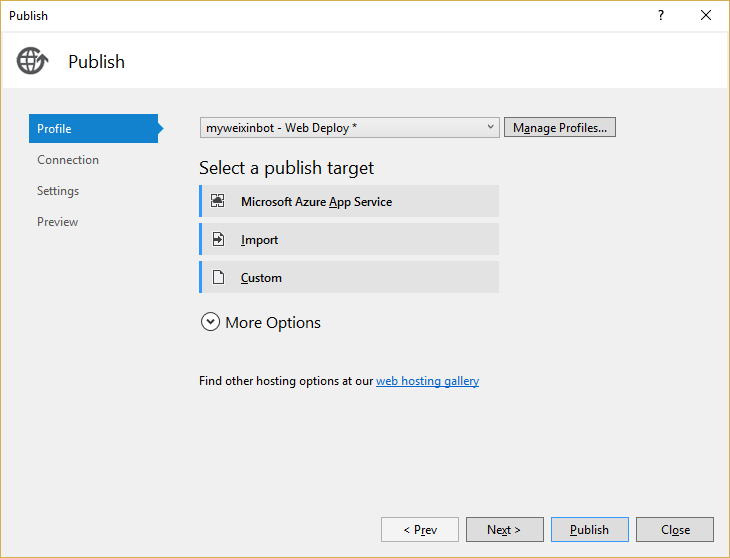 Publish
?
Publish
Profile
Connection
Settings
Preview
myweixinbot - Web Deploy *
Manage Profiles...
Select a publish target
Microsoft Azure App Service
Import
Custom
More Options
Find other hosting options at our web hosting gallery
< Prev
Next >
Publish
Close